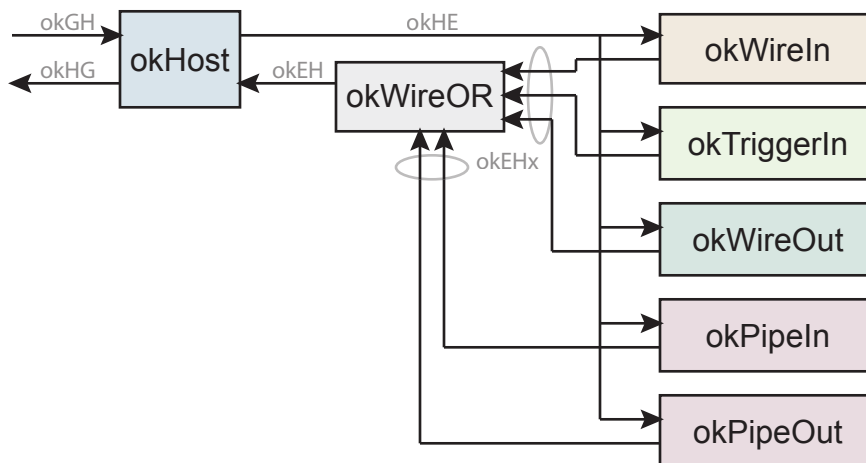 okGH
okHE
okHost
okWireIn
okHG
okEH
okWireOR
okTriggerIn
okEHx
okWireOut
okPipeIn
okPipeOut